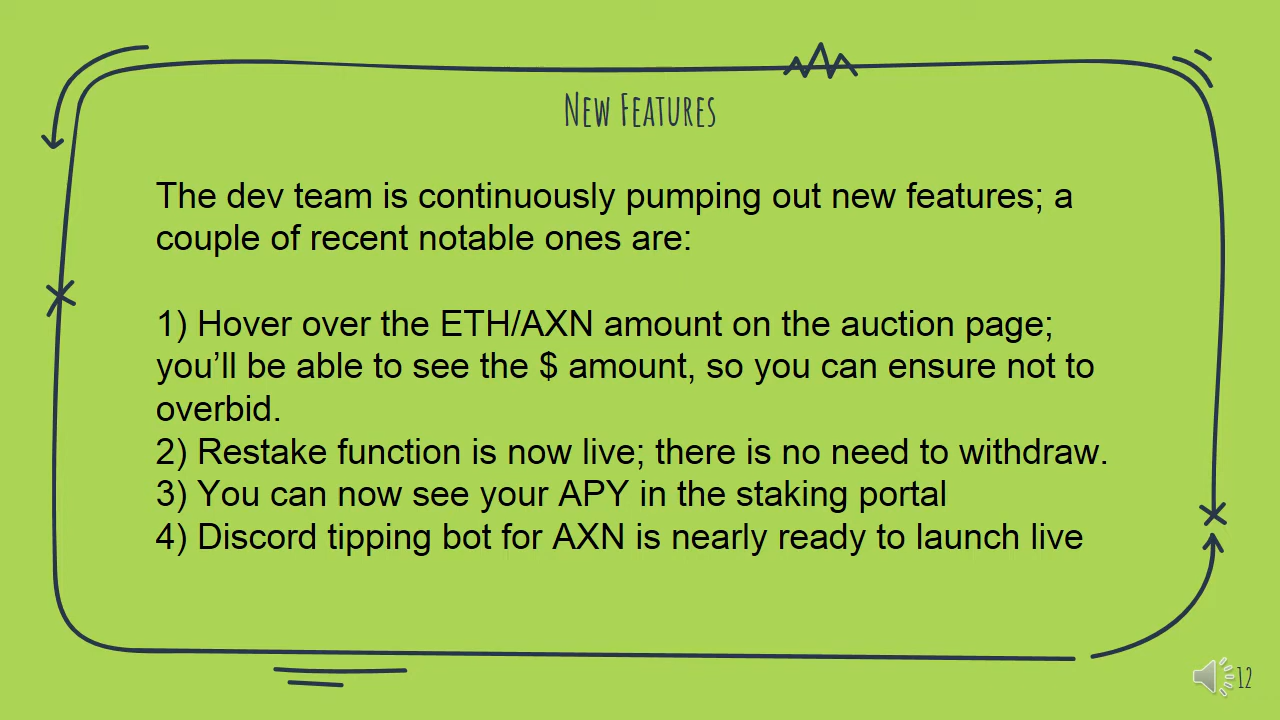 New Features
The dev team is continuously pumping out new features; a
couple of recent notable ones are:
1) Hover over the ETH/AXN amount on the auction page;
you’ll be able to see the $ amount, so you can ensure not to
overbid.
2) Restake function is now live; there is no need to withdraw.
3) You can now see your APY in the staking portal
4) Discord tipping bot for AXN is nearly ready to launch live
12